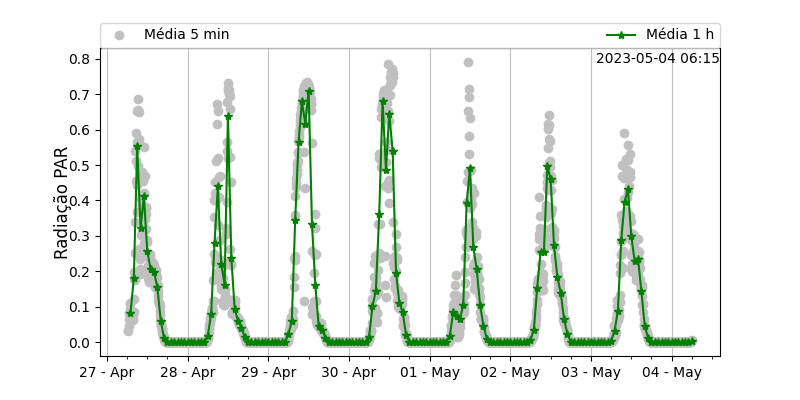 Média 5 min
Média 1 h
2023-05-04 06:15
Radiação PAR
0.8
0.7
0.6
0.5
0.4
0.3
0.2
0.1
0.0
27 - Apr
28 - Apr
29 - Apr
30 - Apr
01 - May
02 - May
03 - May
04 - May